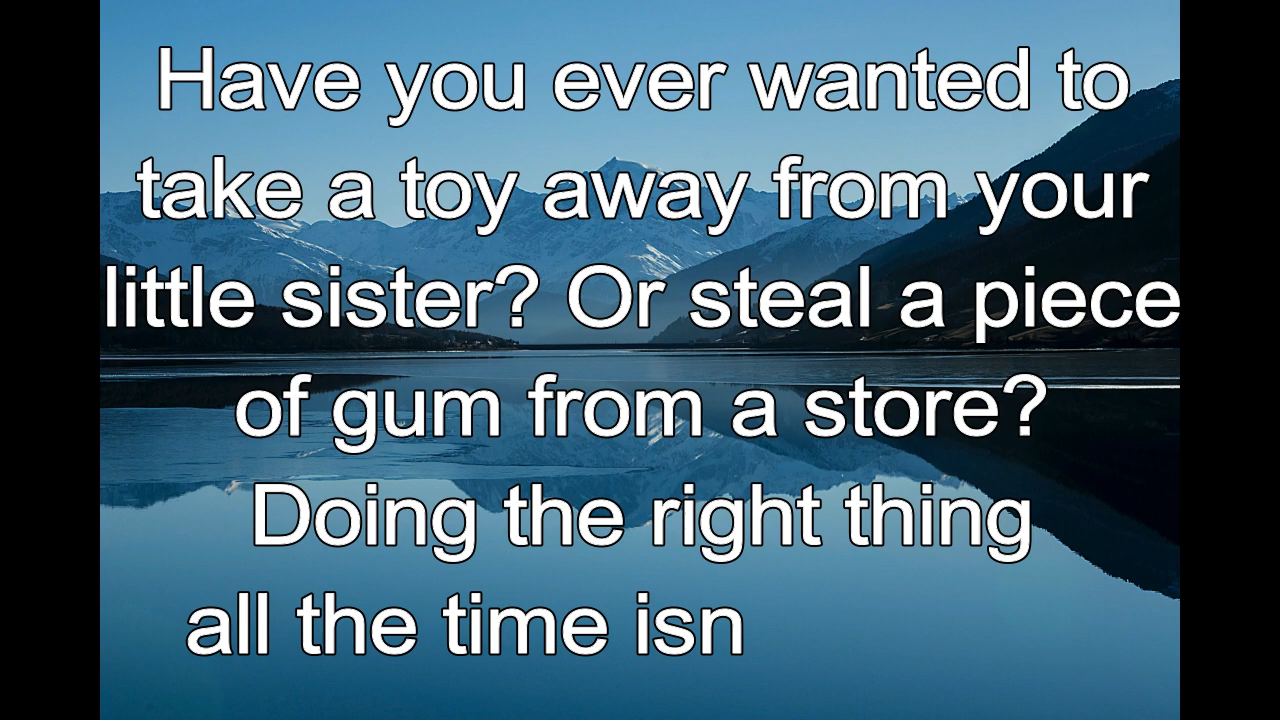 Have you ever wanted to
take a toy away from your
little sister? Or steal a piece
of gum from a store?
Doing the right thing
all the time isn